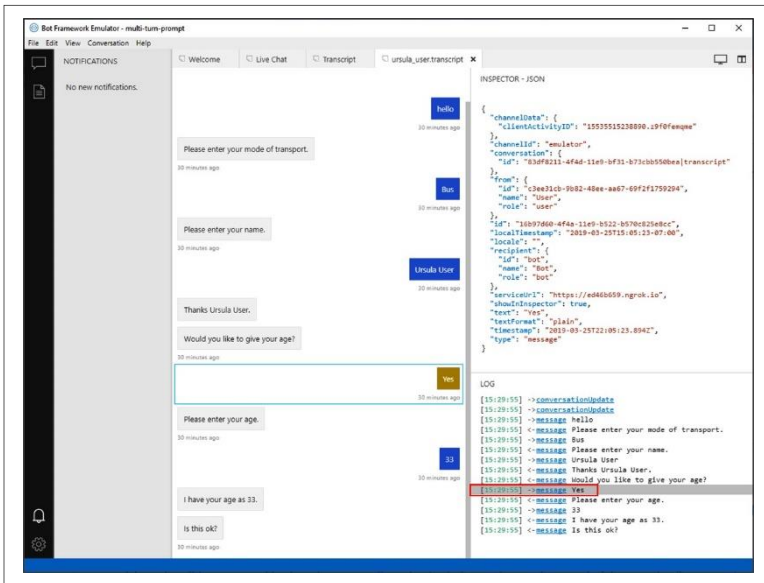 Bot Framework Emulator - multi-turn-prompt
File Edit View Conversation Help
NOTIFICATIONS
No new notifications.
Welcome
Live Chat
Transcript
ursula_user.transcript
hello
30 minutes ago
Please enter your mode of transport.
30 minutes ago
Bus
30 minutes ago
Please enter your name.
30 minutes ago
Ursula User
30 minutes ago
Thanks Ursula User.
Would you like to give your age?
30 minutes ago
Yes
30 minutes ago
Please enter your age.
30 minutes ago
33
30 minutes ago
I have your age as 33.
Is this ok?
30 minutes ago
INSPECTOR - JSON
{
"channelData": {
"clientActivityID": "15535515238890.z9f0femqme"
},
"channelId": "emulator",
"conversation": {
"id": "83df8211-4f4d-11e9-bf31-b73cbb550bea|transcript"
},
"from": {
"id": "c3ee31cb-9b82-48ee-aa67-69f2f1759294",
"name": "User",
"role": "user"
},
"id": "16b97d60-4f4a-11e9-b522-b570c825e8cc",
"localTimestamp": "2019-03-25T15:05:23-07:00",
"locale": "",
"recipient": {
"id": "bot",
"name": "Bot",
"role": "bot"
},
"serviceUrl": "https://ed46b659.ngrok.io",
"showInInspector": true,
"text": "Yes",
"textFormat": "plain",
"timestamp": "2019-03-25T22:05:23.894Z",
"type": "message"
}
LOG
[15:29:55] ->conversationUpdate
[15:29:55] ->conversationUpdate
[15:29:55] ->message hello
[15:29:55] <-message Please enter your mode of transport.
[15:29:55] ->message Bus
[15:29:55] <-message Please enter your name.
[15:29:55] ->message Ursula User
[15:29:55] <-message Thanks Ursula User.
[15:29:55] <-message Would you like to give your age?
[15:29:55] ->message Yes
[15:29:55] <-message Please enter your age.
[15:29:55] ->message 33
[15:29:55] <-message I have your age as 33.
[15:29:55] <-message Is this ok?